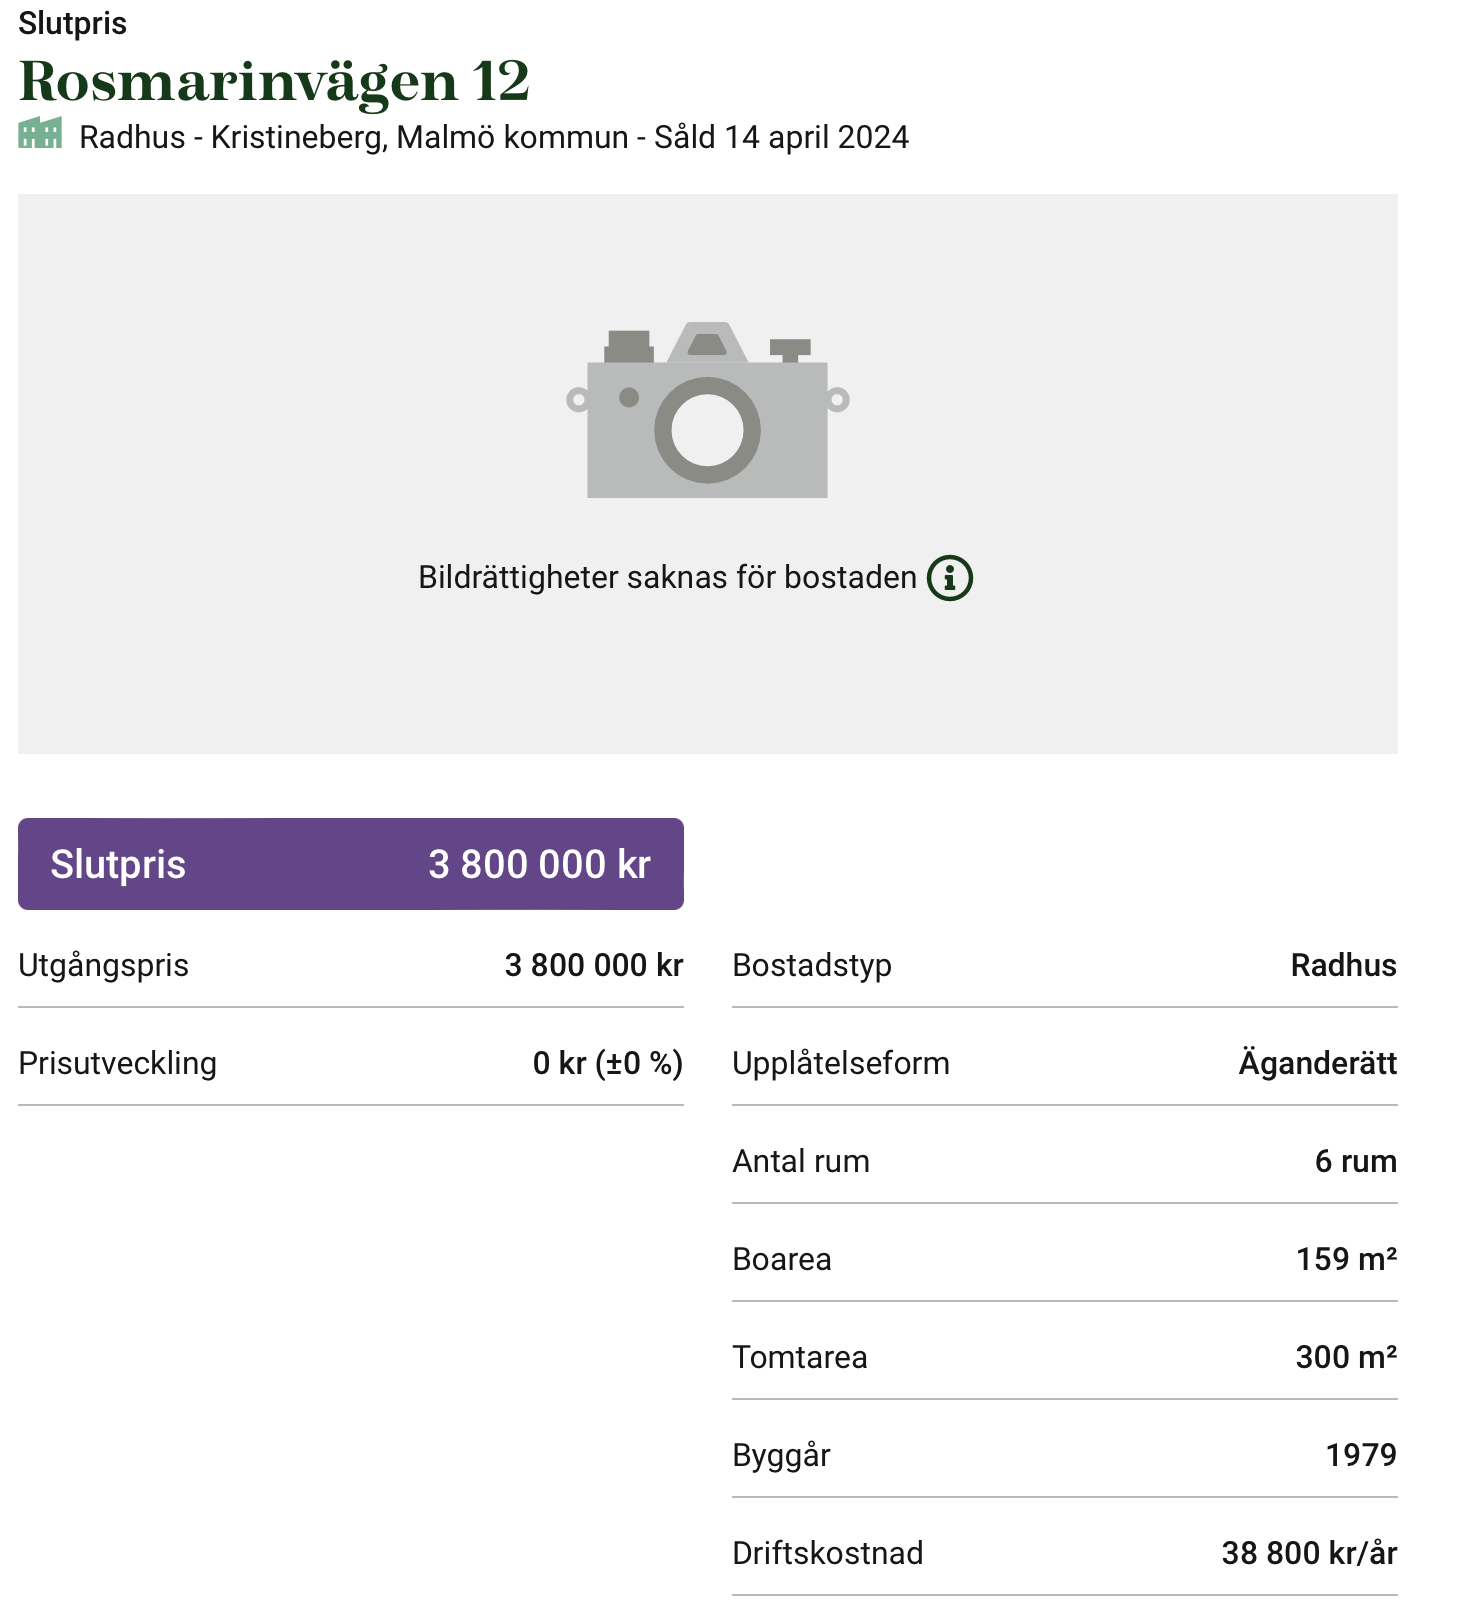 Slutpris
Rosmarinvägen 12
Radhus - Kristineberg, Malmö kommun - Såld 14 april 2024
Bildrättigheter saknas för bostaden
Slutpris 3 800 000 kr
Utgångspris 3 800 000 kr
Prisutveckling 0 kr (±0 %)
Bostadstyp Radhus
Upplåtelseform Äganderätt
Antal rum 6 rum
Boarea 159 m²
Tomtarea 300 m²
Byggår 1979
Driftskostnad 38 800 kr/år